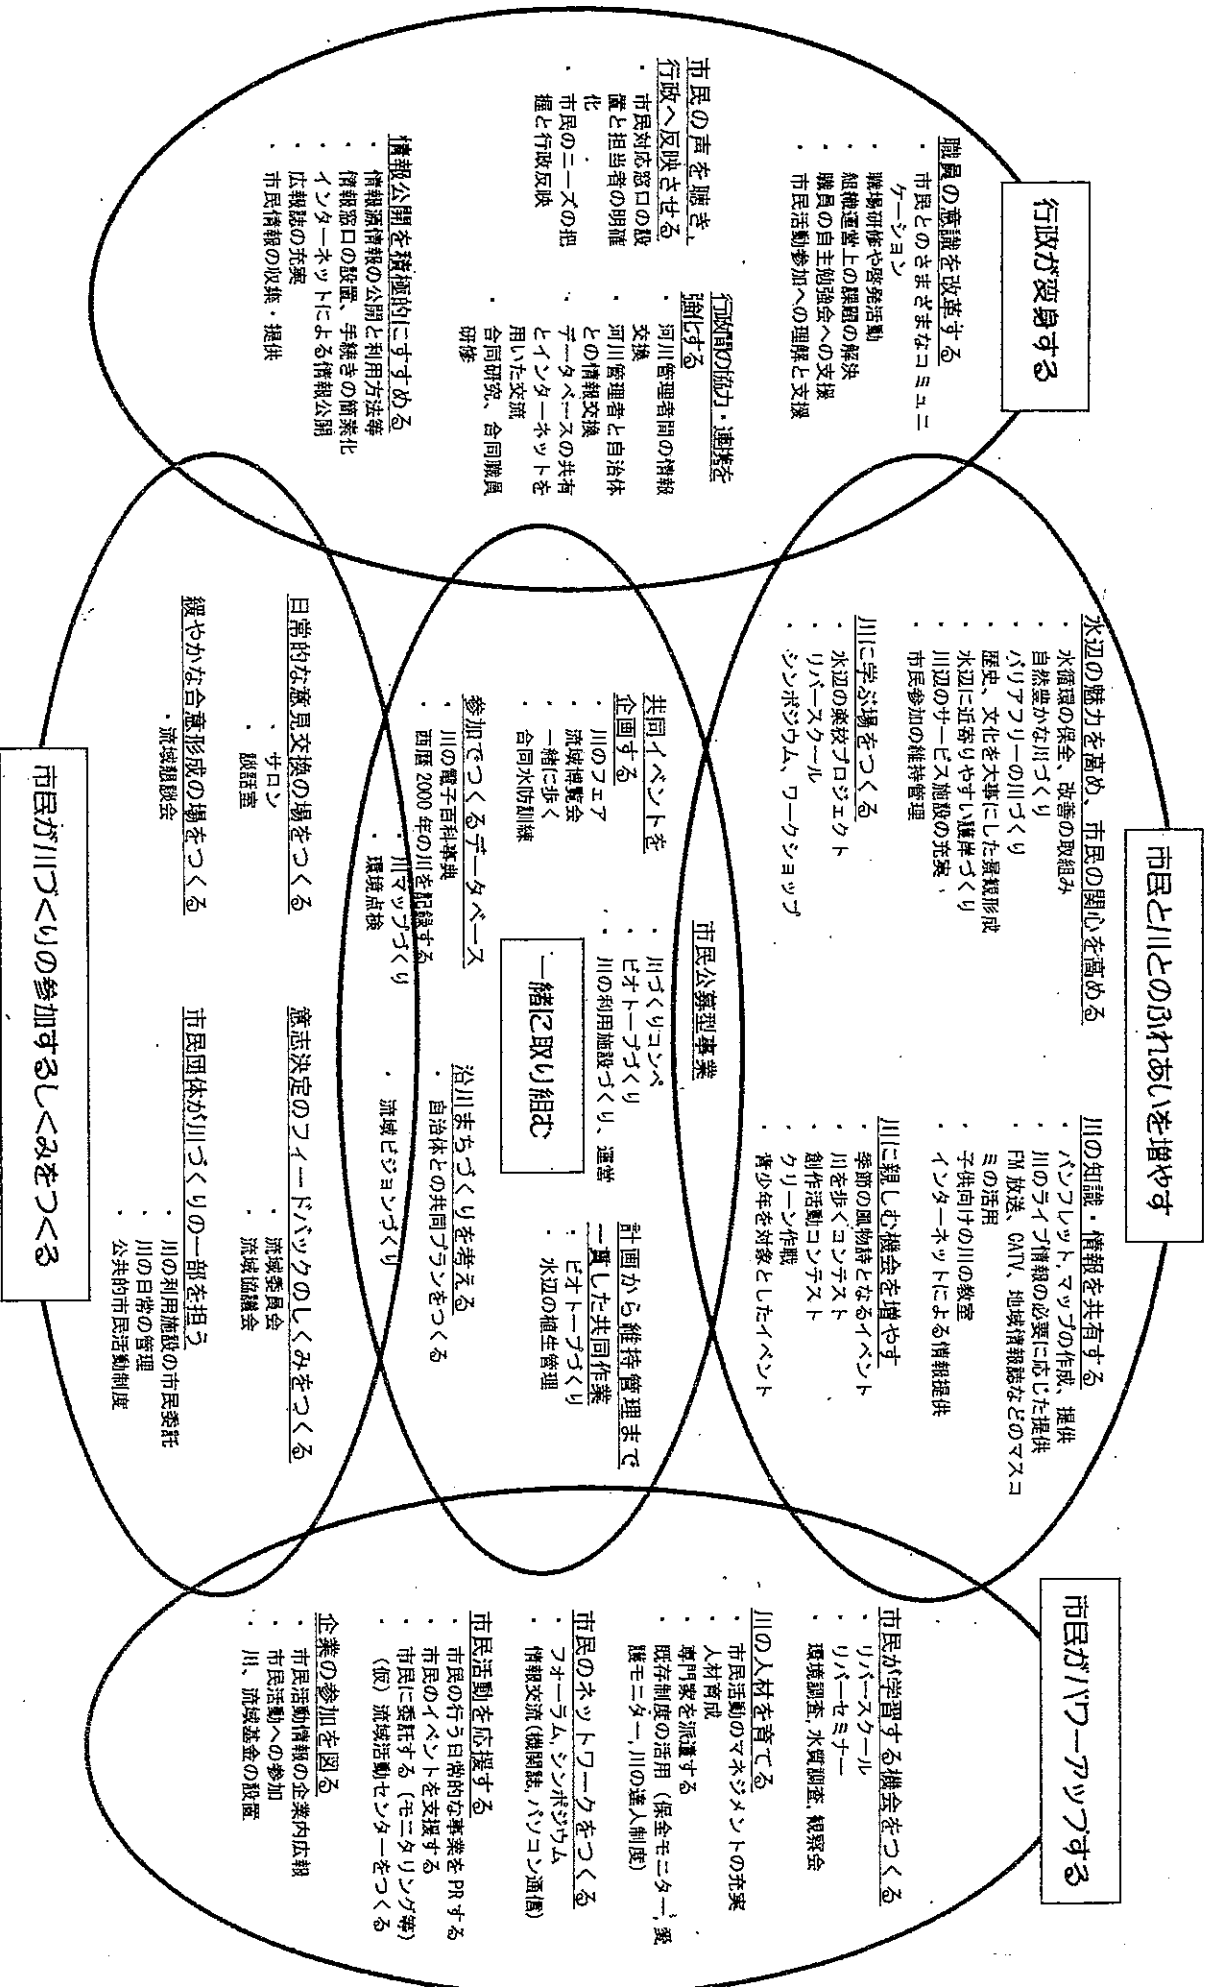 行政が変身する
職員の意識を改革する
・ 市民とのさまざまなコミュニ
ケーション
・ 職場研修や啓発活動
・ 組織運営上の課題の解決
・ 職員の自主勉強会への支援
・ 市民活動参加への理解と支援
市民の声を聴き、
行政へ反映させる
・ 市民対応窓口の設
置と担当者の明確
化
・ 市民のニーズの把
握と行政反映
行政間の協力・連携を
強化する
・ 河川管理者間の情報
交換
・ 河川管理者と自治体
との情報交換
・ データベースの共有
とインターネットを
用いた交流
・ 合同研究、合同職員
研修
情報公開を積極的にすすめる
・ 情報源情報の公開と利用方法等
・ 情報窓口の設置、手続きの簡素化
・ インターネットによる情報公開
・ 広報誌の充実
・ 市民情報の収集・提供
市民と川とのふれあいを増やす
水辺の魅力を高め、市民の関心を高める
・ 水循環の保全、改善の取組み
・ 自然豊かな川づくり
・ バリアフリーの川づくり
・ 歴史、文化を大事にした景観形成
・ 水辺に近寄りやすい護岸づくり
・ 川辺のサービス施設の充実
・ 市民参加の維持管理
川に学ぶ場をつくる
・ 水辺の楽校プロジェクト
・ リバースクール
・ シンポジウム、ワークショップ
川の知識・情報を共有する
・ パンフレット,マップの作成、提供
・ 川のライブ情報の必要に応じた提供
・ FM放送、CATV、地域情報誌などのマスコ
ミの活用
・ 子供向けの川の教室
・ インターネットによる情報提供
川に親しむ機会を増やす
・ 季節の風物詩となるイベント
・ 川を歩くコンテスト
・ 創作活動コンテスト
・ クリーン作戦
・ 青少年を対象としたイベント
一緒に取り組む
市民公募型事業
・ 川づくりコンペ
・ ビオトープづくり
・ 川の利用施設づくり、運営
共同イベントを
企画する
・ 川のフェア
・ 流域博覧会
・ 一緒に歩く
・ 合同水防訓練
計画から維持管理まで
一貫した共同作業
・ ビオトープづくり
・ 水辺の植生管理
参加でつくるデータベース
・ 川の電子百科事典
・ 西暦2000年の川を記録する
・ 川マップづくり
・ 環境点検
沿川まちづくりを考える
・ 自治体との共同プランをつくる
・ 流域ビジョンづくり
市民が川づくりの参加するしくみをつくる
日常的な意見交換の場をつくる
・ サロン
・ 談話室
緩やかな合意形成の場をつくる
・流域懇談会
意志決定のフィードバックのしくみをつくる
・ 流域委員会
・ 流域協議会
市民団体が川づくりの一部を担う
・ 川の利用施設の市民委託
・ 川の日常の管理
・ 公共的市民活動制度
市民がパワーアップする
市民が学習する機会をつくる
・ リバースクール
・ リバーセミナー
・ 環境調査,水質調査,観察会
川の人材を育てる
・ 市民活動のマネジメントの充実
・ 人材育成
・ 専門家を派遣する
・ 既存制度の活用（保全モニター,愛
護モニター,川の達人制度）
市民のネットワークをつくる
・ フォーラム,シンポジウム
・ 情報交流(機関誌,パソコン通信)
市民活動を応援する
・ 市民の行う日常的な事業をPRする
・ 市民のイベントを支援する
・ 市民に委託する（モニタリング等）
・ （仮）流域活動センターをつくる
企業の参加を図る
・ 市民活動情報の企業内広報
・ 市民活動への参加
・ 川、流域基金の設置